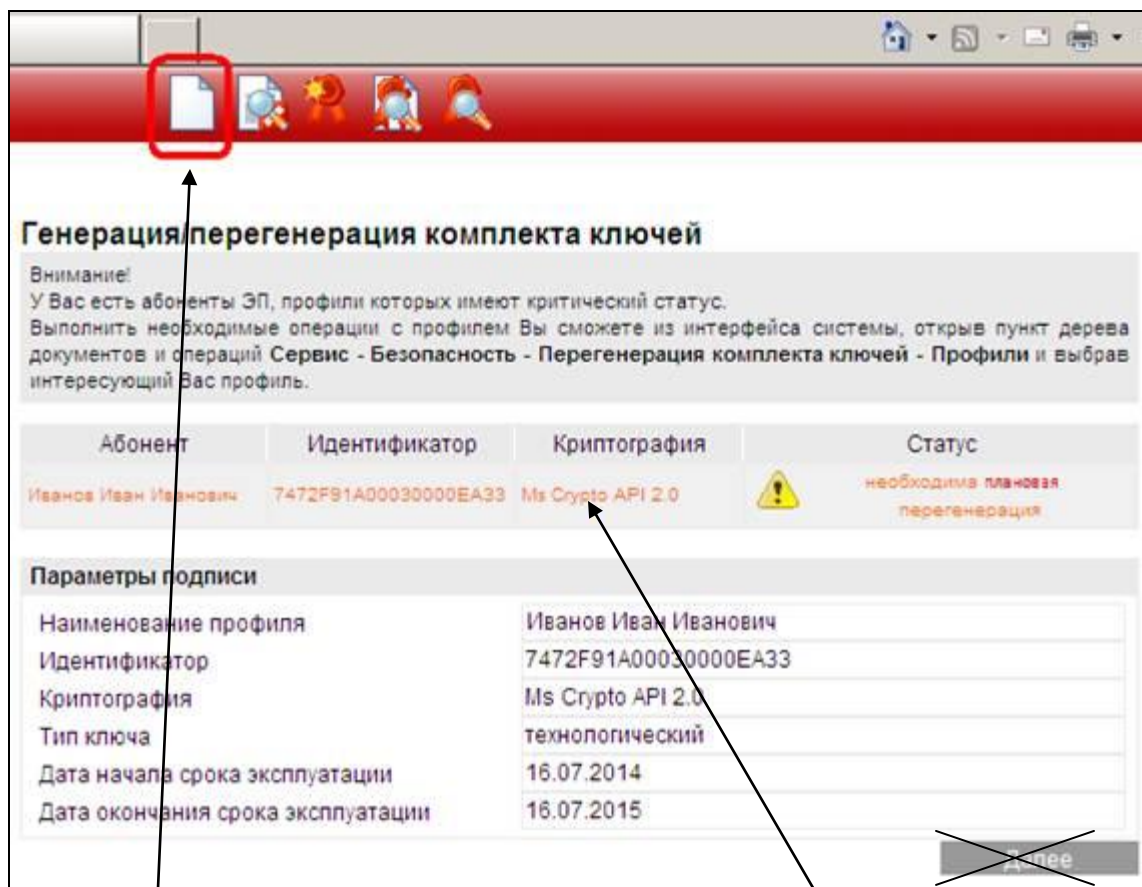 Генерация/перегенерация комплекта ключей
Внимание!
У Вас есть абоненты ЭП, профили которых имеют критический статус.
Выполнить необходимые операции с профилем Вы сможете из интерфейса системы, открыв пункт дерева
документов и операций Сервис - Безопасность - Перегенерация комплекта ключей - Профили и выбрав
интересующий Вас профиль.
Абонент Идентификатор Криптография Статус
Иванов Иван Иванович 7472F91A00030000EA33 Ms Crypto API 2.0 необходима плановая
перегенерация
Параметры подписи
Наименование профиля Иванов Иван Иванович
Идентификатор 7472F91A00030000EA33
Криптография Ms Crypto API 2.0
Тип ключа технологический
Дата начала срока эксплуатации 16.07.2014
Дата окончания срока эксплуатации 16.07.2015
Далее